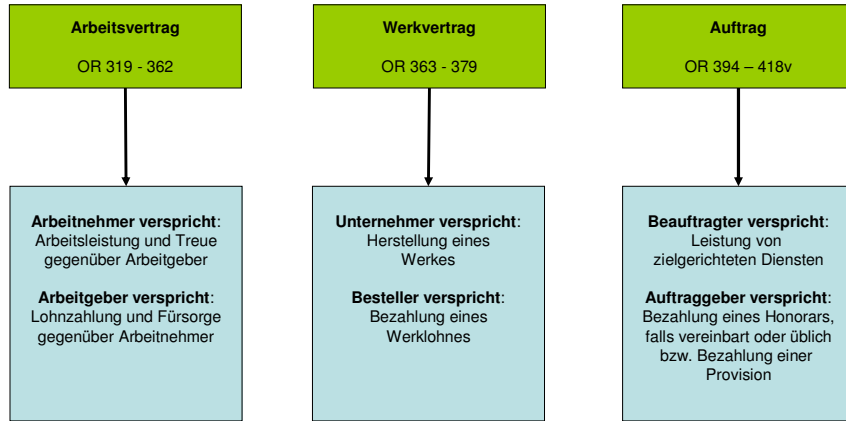 Arbeitsvertrag
OR 319 - 362
Werkvertrag
OR 363 - 379
Auftrag
OR 394 – 418v
Arbeitnehmer verspricht:
Arbeitsleistung und Treue
gegenüber Arbeitgeber
Arbeitgeber verspricht:
Lohnzahlung und Fürsorge
gegenüber Arbeitnehmer
Unternehmer verspricht:
Herstellung eines
Werkes
Besteller verspricht:
Bezahlung eines
Werklohnes
Beauftragter verspricht:
Leistung von
zielgerichteten Diensten
Auftraggeber verspricht:
Bezahlung eines Honorars,
falls vereinbart oder üblich
bzw. Bezahlung einer
Provision